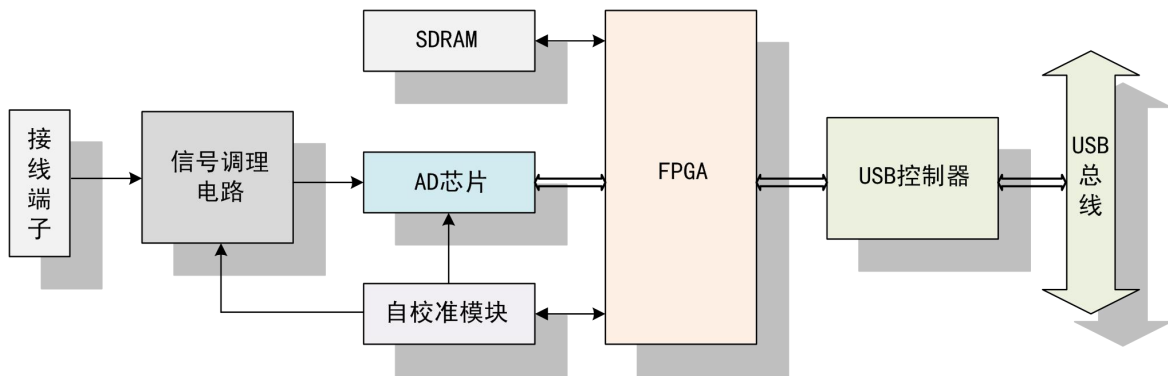 SDRAM
接线端子
信号调理
电路
AD芯片
自校准模块
FPGA
USB控制器
USB
总
线